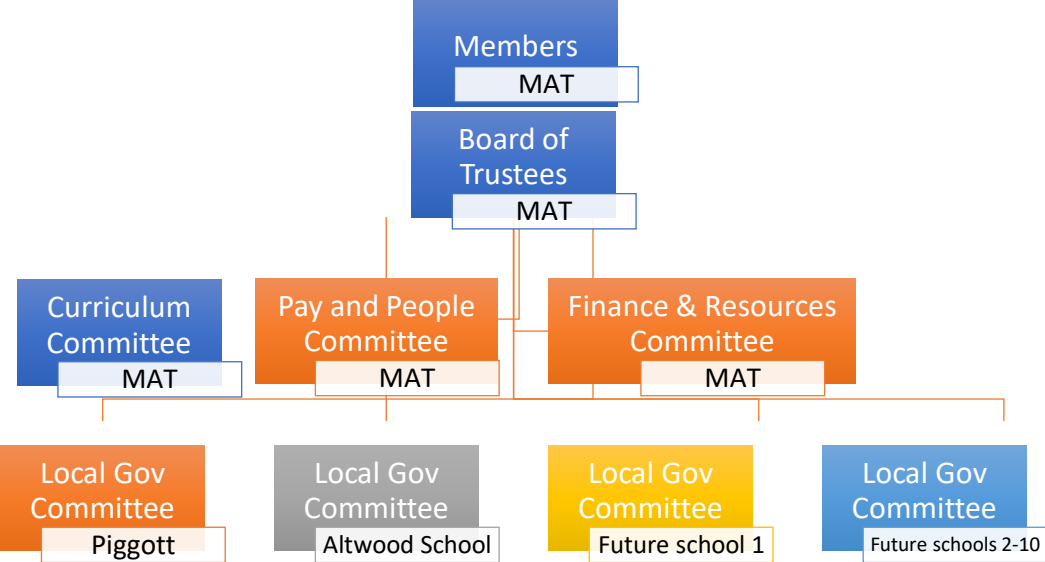 Members
MAT
Board of
Trustees
MAT
Curriculum
Committee
MAT
Pay and People
Committee
MAT
Finance & Resources
Committee
MAT
Local Gov
Committee
Piggott
Local Gov
Committee
Altwood School
Local Gov
Committee
Future school 1
Local Gov
Committee
Future schools 2-10